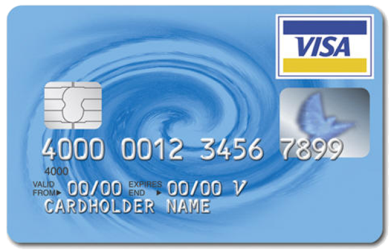 VISA
4000 0012 3456 7899
4000
VALID FROM▶ 00/00 EXPIRES END ▶ 00/00 V
CARDHOLDER NAME